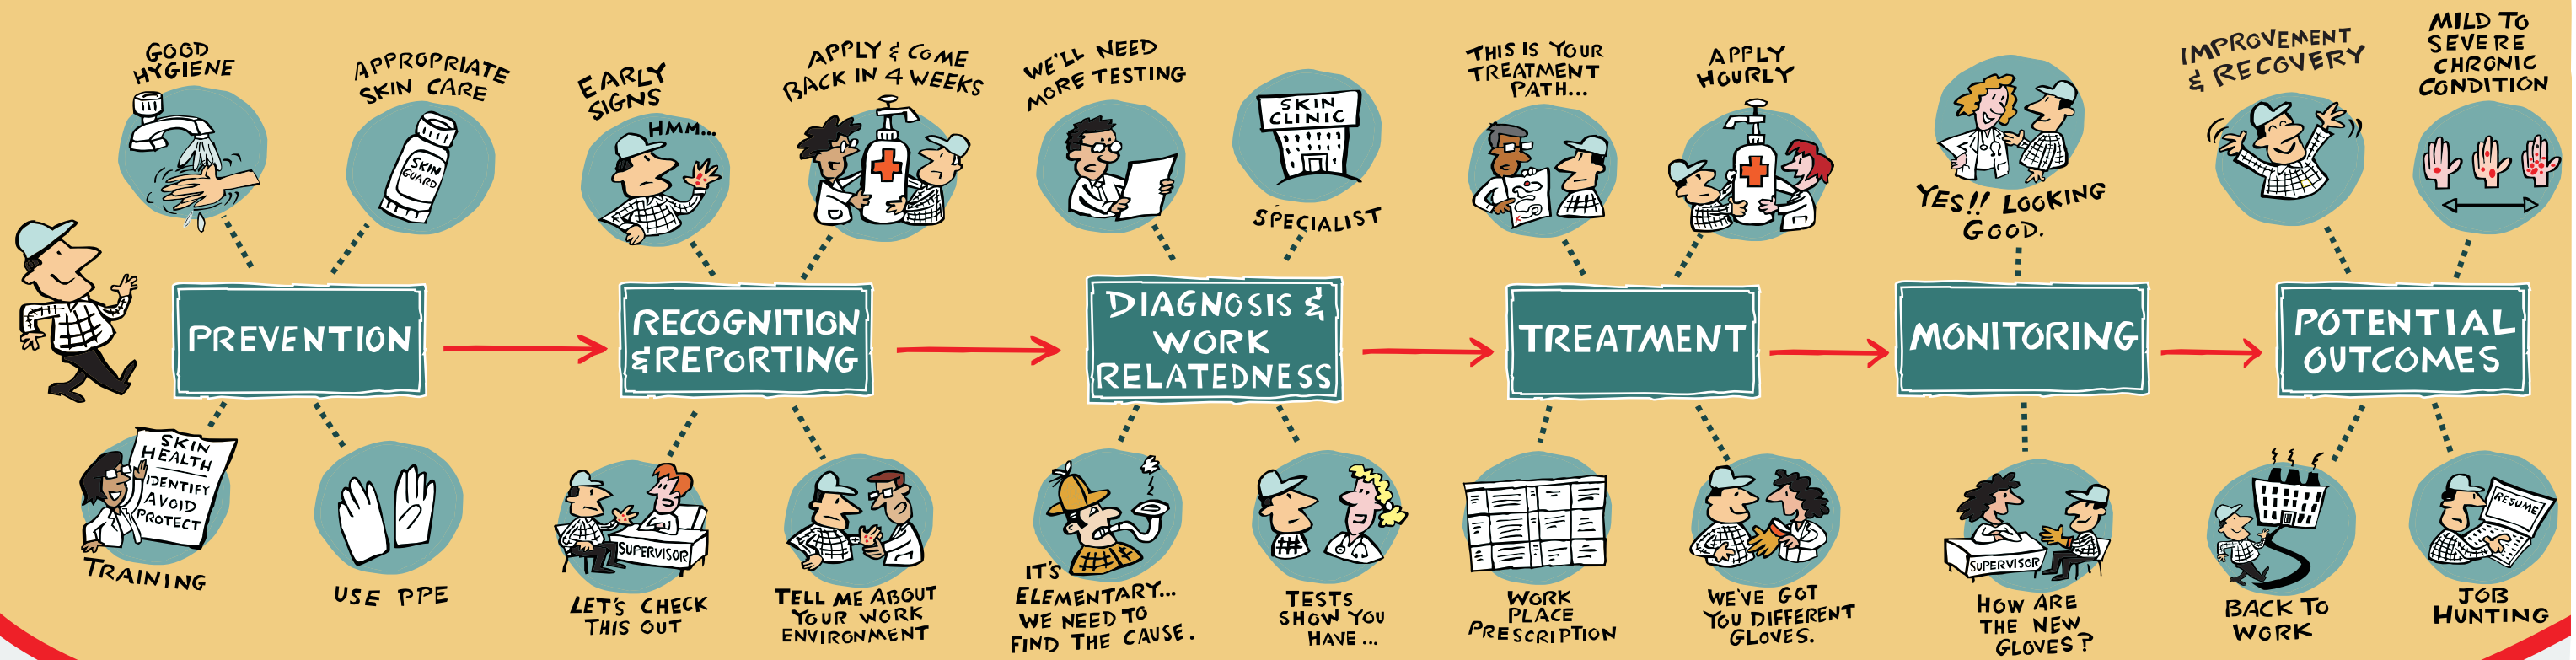 GOOD
HYGIENE
APPROPRIATE
SKIN CARE
SKIN
GUARD
PREVENTION
SKIN
HEALTH
IDENTIFY
AVOID
PROTECT
TRAINING
USE PPE
EARLY
SIGNS
HMM...
APPLY & COME
BACK IN 4 WEEKS
RECOGNITION
& REPORTING
SUPERVISOR
LET'S CHECK
THIS OUT
TELL ME ABOUT
YOUR WORK
ENVIRONMENT
WE'LL NEED
MORE TESTING
SKIN
CLINIC
SPECIALIST
DIAGNOSIS &
WORK
RELATEDNESS
IT'S
ELEMENTARY...
WE NEED TO
FIND THE CAUSE.
TESTS
SHOW YOU
HAVE...
THIS IS YOUR
TREATMENT
PATH...
APPLY
HOURLY
TREATMENT
WORK
PLACE
PRESCRIPTION
WE'VE GOT
YOU DIFFERENT
GLOVES.
YES!! LOOKING
GOOD.
MONITORING
SUPERVISOR
HOW ARE
THE NEW
GLOVES?
IMPROVEMENT
& RECOVERY
MILD TO
SEVERE
CHRONIC
CONDITION
POTENTIAL
OUTCOMES
BACK TO
WORK
RESUME
JOB
HUNTING